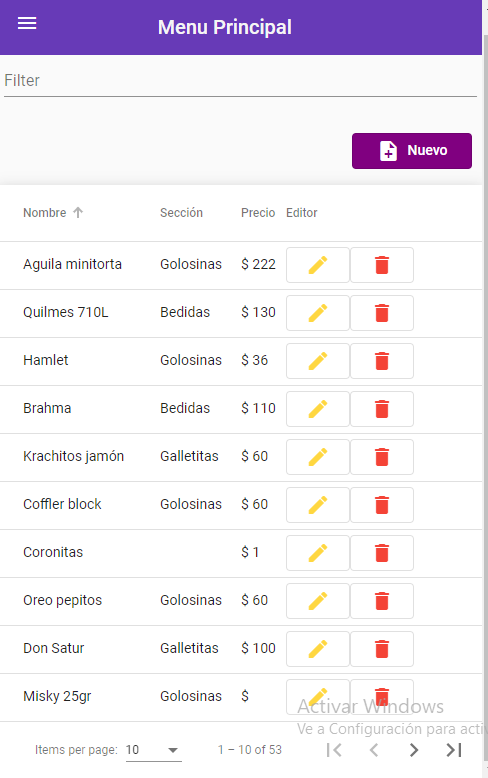 Menu Principal
Filter
Nuevo
Nombre Sección Precio Editor
Aguila minitorta Golosinas $ 222
Quilmes 710L Bedidas $ 130
Hamlet Golosinas $ 36
Brahma Bedidas $ 110
Krachitos jamón Galletitas $ 60
Coffler block Golosinas $ 60
Coronitas $ 1
Oreo pepitos Golosinas $ 60
Don Satur Galletitas $ 100
Misky 25gr Golosinas $
Activar Windows
Ve a Configuración para activ
Items per page: 10 1 – 10 of 53